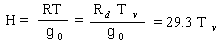 H = RT / g₀ = R_d T_v / g₀ = 29.3 T_v